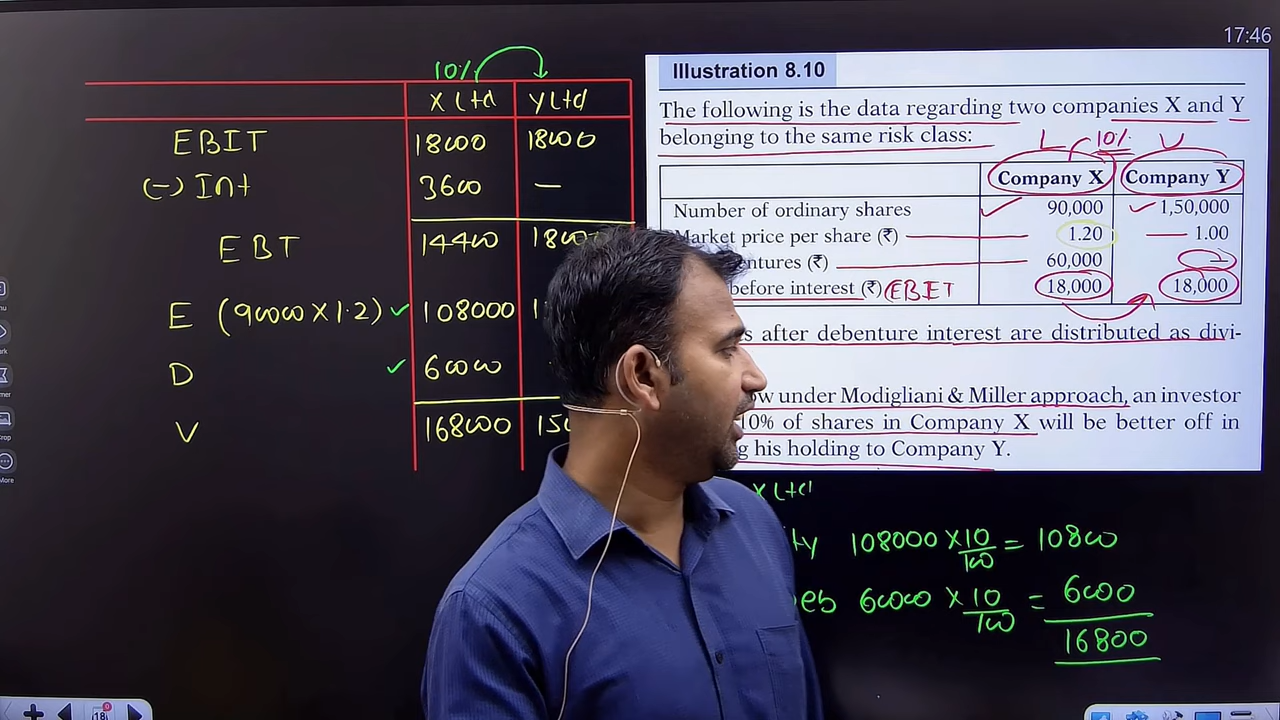 17:46
10%
X Ltd Y Ltd
EBIT 18000 18000
(-) Int 3600 —
EBT 14400
E (90000 X 1.2) ✓ 108000
D ✓ 60000
V 168000
Illustration 8.10
The following is the data regarding two companies X and Y
belonging to the same risk class:
L 10% U
Company X Company Y
Number of ordinary shares 90,000 1,50,000
Market price per share (₹) 1.20 1.00
60,000 —
before interest (₹) EBIT 18,000 18,000
after debenture interest are distributed as divi-
under Modigliani & Miller approach, an investor
10% of shares in Company X will be better off in
his holding to Company Y.
X Ltd
108000 X 10/100 = 10800
60000 X 10/100 = 6000
16800
18